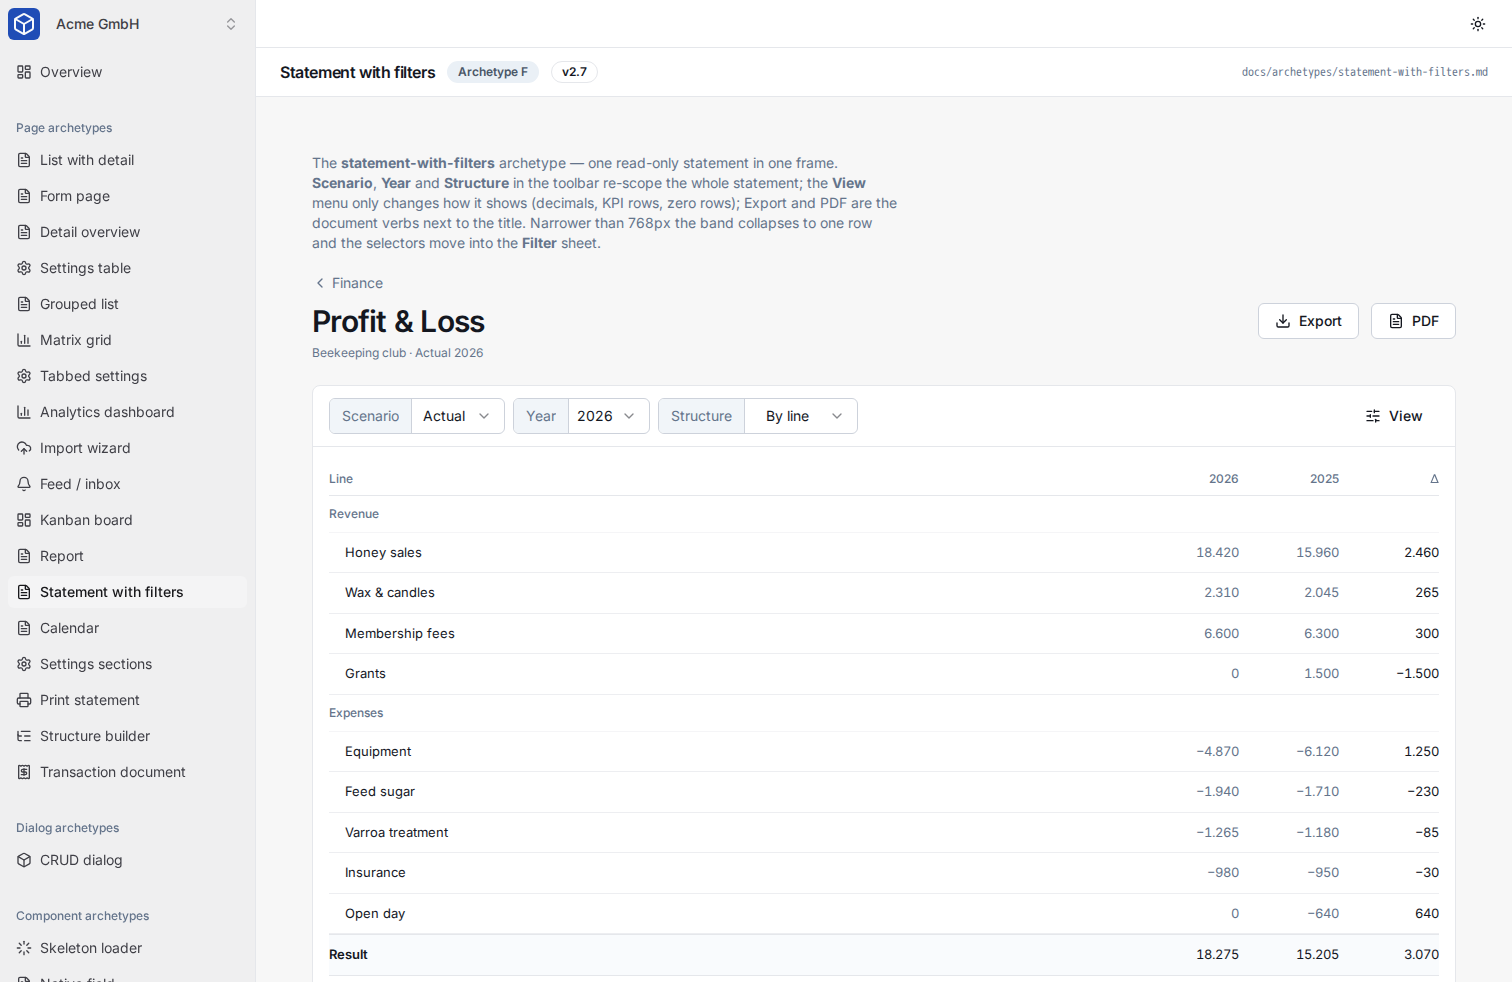 Acme GmbH
Overview
Page archetypes
List with detail
Form page
Detail overview
Settings table
Grouped list
Matrix grid
Tabbed settings
Analytics dashboard
Import wizard
Feed / inbox
Kanban board
Report
Statement with filters
Calendar
Settings sections
Print statement
Structure builder
Transaction document
Dialog archetypes
CRUD dialog
Component archetypes
Skeleton loader
Statement with filters Archetype F v2.7 docs/archetypes/statement-with-filters.md
The statement-with-filters archetype — one read-only statement in one frame.
Scenario, Year and Structure in the toolbar re-scope the whole statement; the View
menu only changes how it shows (decimals, KPI rows, zero rows); Export and PDF are the
document verbs next to the title. Narrower than 768px the band collapses to one row
and the selectors move into the Filter sheet.
Finance
Profit & Loss Export PDF
Beekeeping club · Actual 2026
Scenario Actual Year 2026 Structure By line View
Line 2026 2025 Δ
Revenue
Honey sales 18.420 15.960 2.460
Wax & candles 2.310 2.045 265
Membership fees 6.600 6.300 300
Grants 0 1.500 −1.500
Expenses
Equipment −4.870 −6.120 1.250
Feed sugar −1.940 −1.710 −230
Varroa treatment −1.265 −1.180 −85
Insurance −980 −950 −30
Open day 0 −640 640
Result 18.275 15.205 3.070